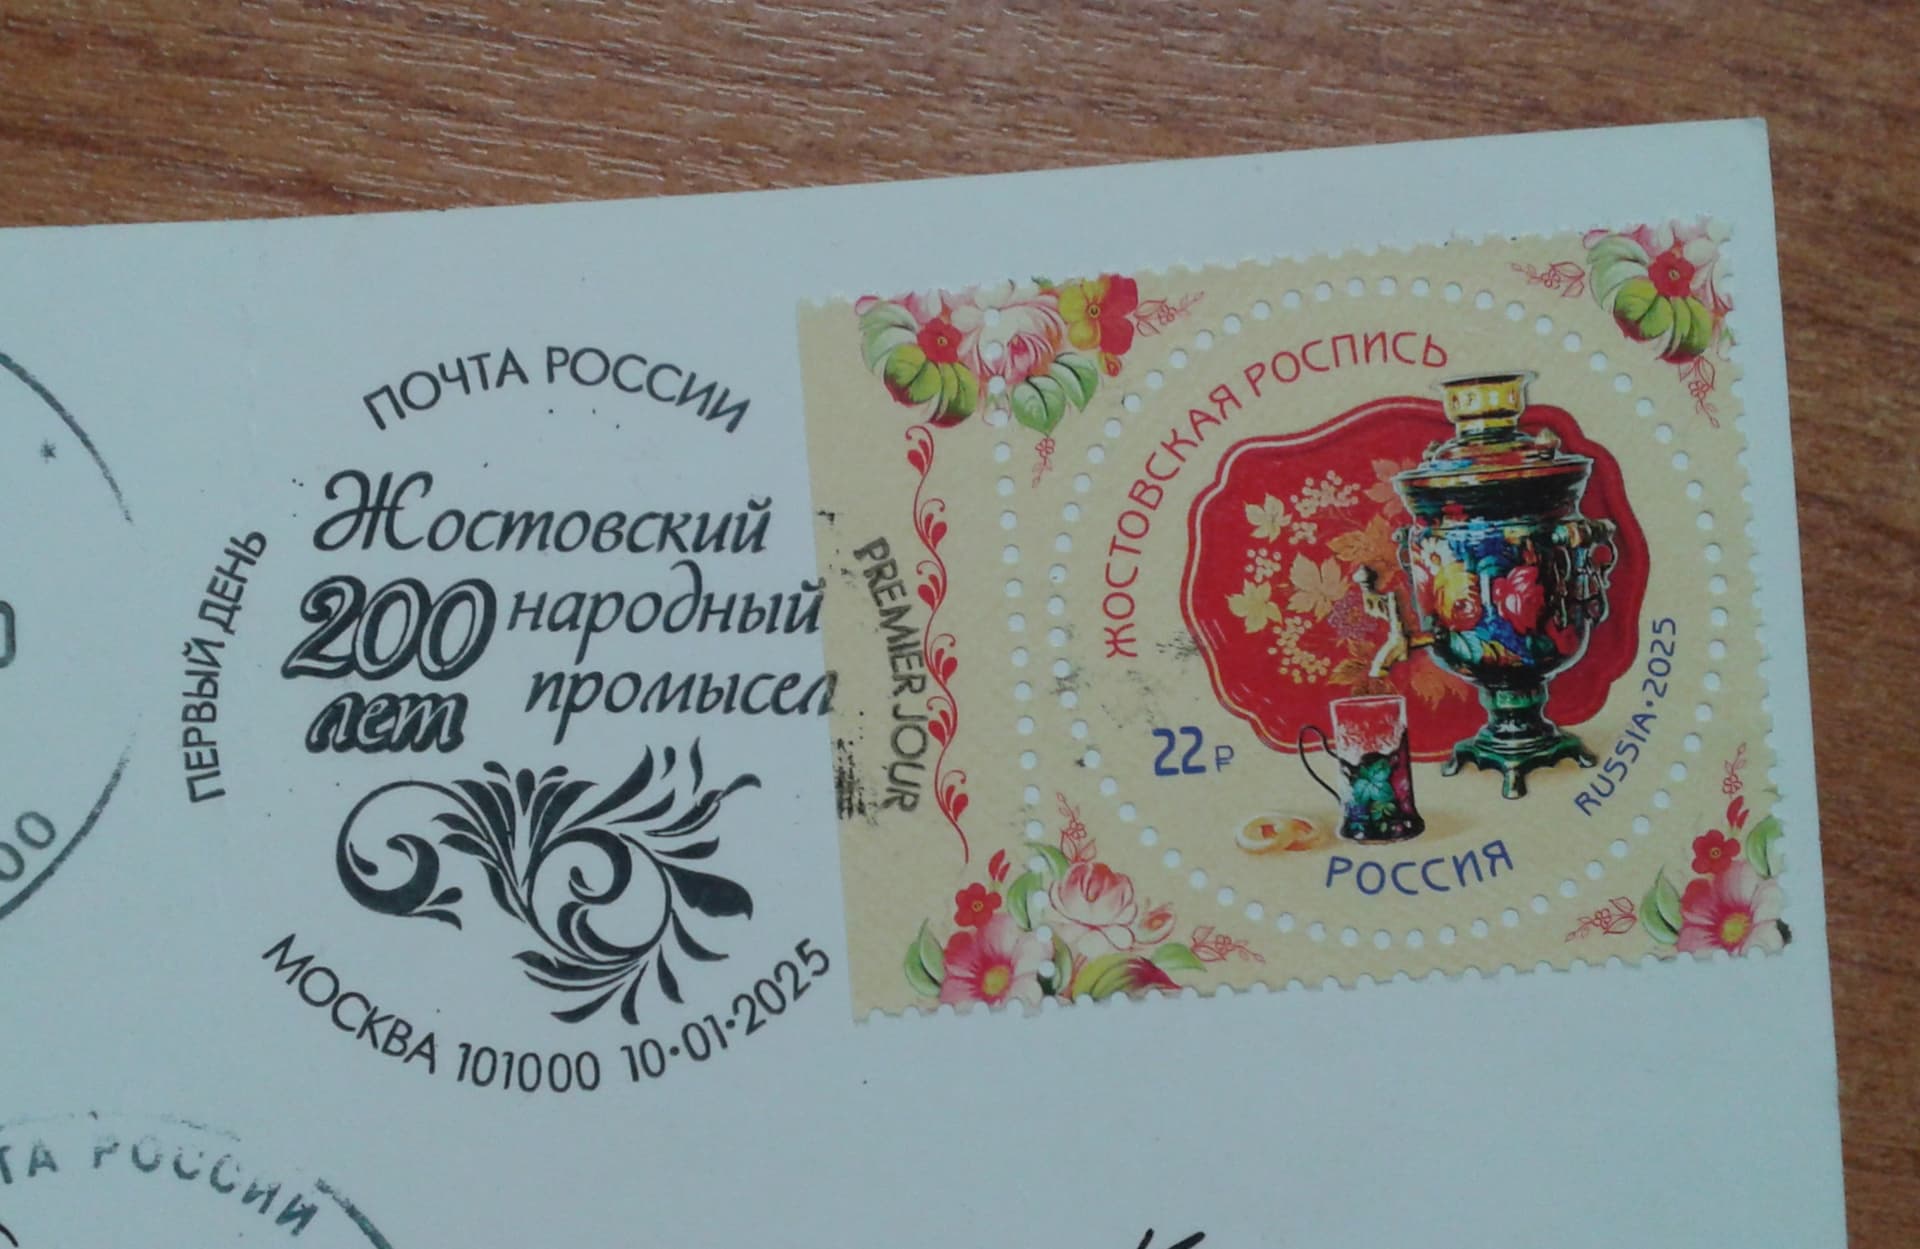 ПОЧТА РОССИИ
ПЕРВЫЙ ДЕНЬ
Жостовский
200 народный
лет промысел
PREMIER JOUR
МОСКВА 101000 10·01·2025
ЖОСТОВСКАЯ РОСПИСЬ
22₽
RUSSIA·2025
РОССИЯ
РОССИИ